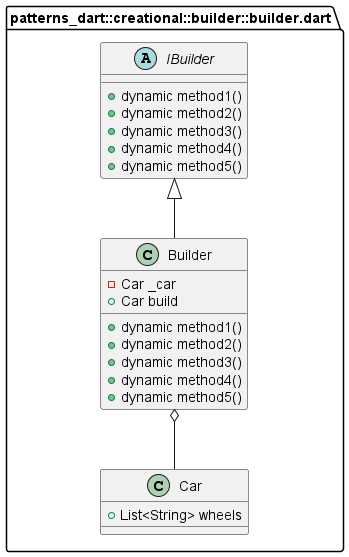 patterns_dart::creational::builder::builder.dart
A IBuilder
dynamic method1()
dynamic method2()
dynamic method3()
dynamic method4()
dynamic method5()
C Builder
Car _car
Car build
dynamic method1()
dynamic method2()
dynamic method3()
dynamic method4()
dynamic method5()
C Car
List<String> wheels